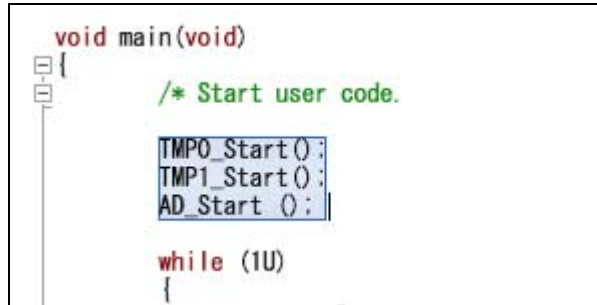 void main(void)
{
/* Start user code.
TMP0_Start();
TMP1_Start();
AD_Start ();
while (1U)
{